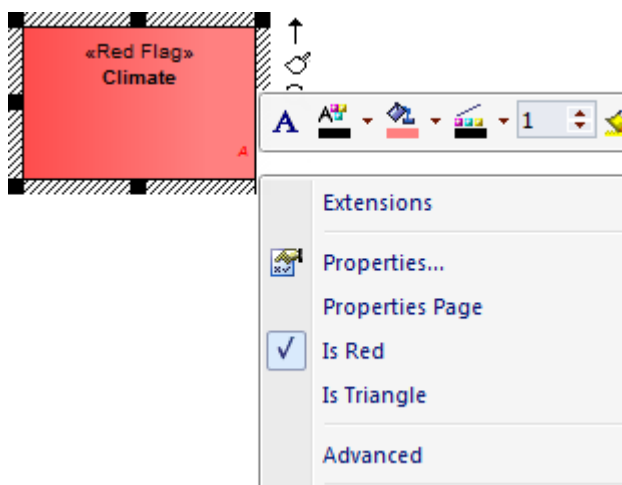 «Red Flag»
Climate
A
A A 1
Extensions
Properties...
Properties Page
Is Red
Is Triangle
Advanced